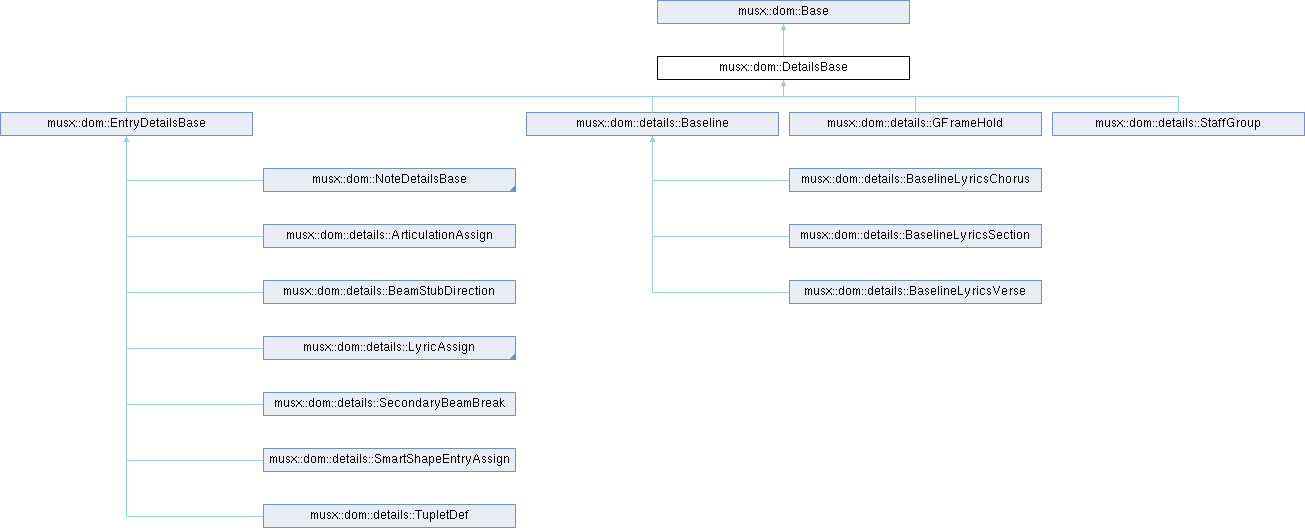 musx::dom::Base
musx::dom::DetailsBase
musx::dom::EntryDetailsBase
musx::dom::details::Baseline
musx::dom::details::GFrameHold
musx::dom::details::StaffGroup
musx::dom::NoteDetailsBase
musx::dom::details::BaselineLyricsChorus
musx::dom::details::ArticulationAssign
musx::dom::details::BaselineLyricsSection
musx::dom::details::BeamStubDirection
musx::dom::details::BaselineLyricsVerse
musx::dom::details::LyricAssign
musx::dom::details::SecondaryBeamBreak
musx::dom::details::SmartShapeEntryAssign
musx::dom::details::TupletDef